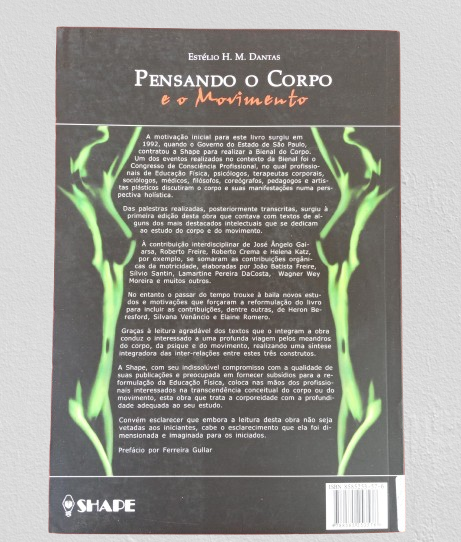 ESTÉLIO H. M. DANTAS
PENSANDO O CORPO
e o Movimento
A motivação inicial para este livro surgiu em
1992, quando o Governo do Estado de São Paulo,
contratou a Shape para realizar a Bienal do Corpo.
Um dos eventos realizados no contexto da Bienal foi o
Congresso de Consciência Profissional, no qual profissio-
nais de Educação Física, psicólogos, terapeutas corporais,
sociólogos, médicos, filósofos, coreógrafos, pedagogos e artis-
tas plásticos discutiram o corpo e suas manifestações numa pers-
pectiva holística.
Das palestras realizadas, posteriormente transcritas, surgiu à
primeira edição desta obra que contava com textos de al-
guns dos mais destacados intelectuais que se dedicam
ao estudo do corpo e do movimento.
À contribuição interdisciplinar de José Ângelo Gai-
arsa, Roberto Freire, Roberto Crema e Helena Katz,
por exemplo, se somaram as contribuições orgâni-
cas da motricidade, elaboradas por João Batista Freire,
Silvio Santin, Lamartine Pereira DaCosta, Wagner Wey
Moreira e muitos outros.
No entanto o passar do tempo trouxe à baila novos estu-
dos e motivações que forçaram a reformulação do livro
para incluir as contribuições, dentre outras, de Heron Be-
resford, Silvana Venâncio e Elaine Romero.
Graças à leitura agradável dos textos que o integram a obra
conduz o interessado a uma profunda viagem pelos meandros
do corpo, da psique e do movimento, realizando uma síntese
integradora das inter-relações entre estes três construtos.
A Shape, com seu indissolúvel compromisso com a qualidade de
suas publicações e preocupada em fornecer subsídios para a re-
formulação da Educação Física, coloca nas mãos dos profissi-
onais interessados na transcendência conceitual do corpo ou do
movimento, esta obra que trata a corporeidade com a profundi-
dade adequada ao seu estudo.
Convém esclarecer que embora a leitura desta obra não seja
vetadas aos iniciantes, cabe o esclarecimento que ela foi di-
mensionada e imaginada para os iniciados.
Prefácio por Ferreira Gullar
ISBN
SHAPE